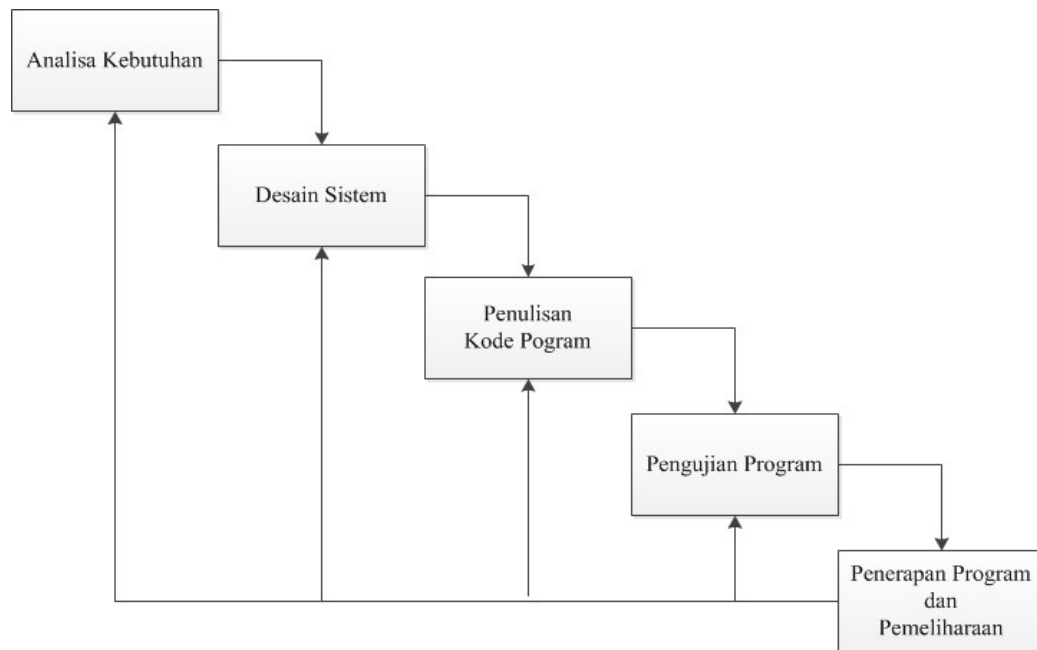 Analisa Kebutuhan
Desain Sistem
Penulisan
Kode Pogram
Pengujian Program
Penerapan Program
dan
Pemeliharaan